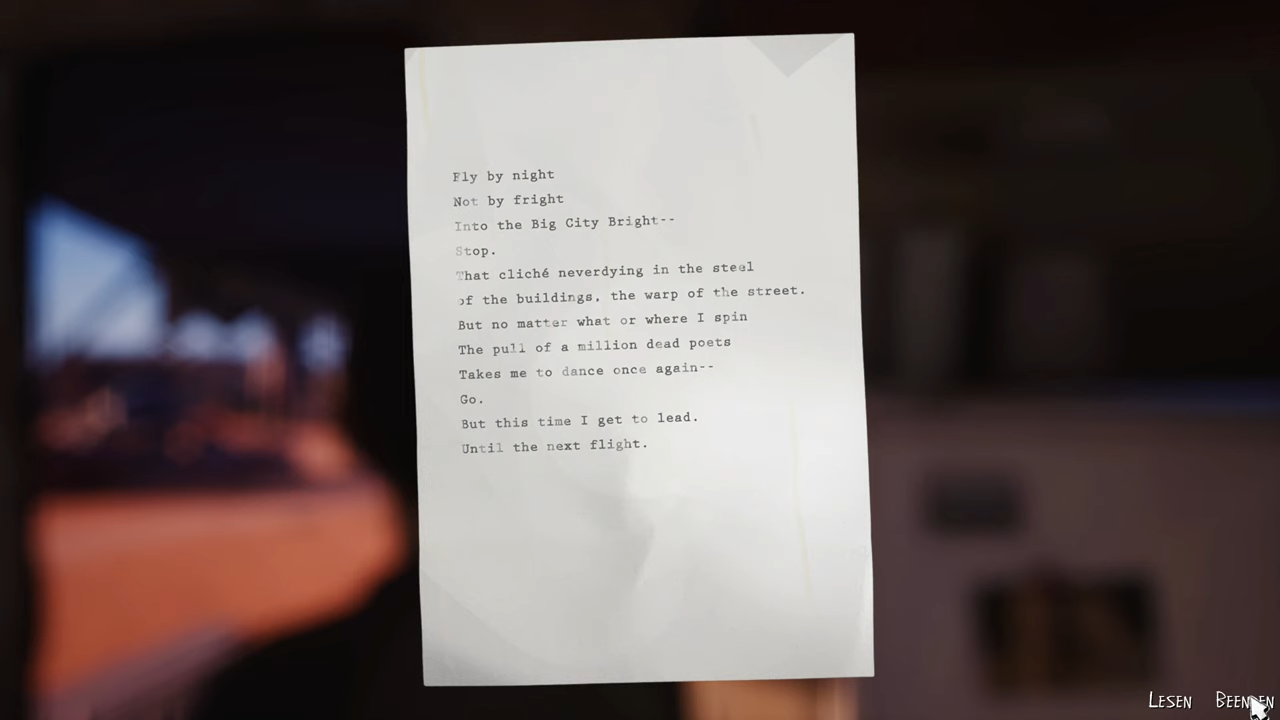 Fly by night
Not by fright
Into the Big City Bright--
Stop.
That cliché neverdying in the steel
of the buildings, the warp of the street.
But no matter what or where I spin
The pull of a million dead poets
Takes me to dance once again--
Go.
But this time I get to lead.
Until the next flight.
LESEN BEENDEN